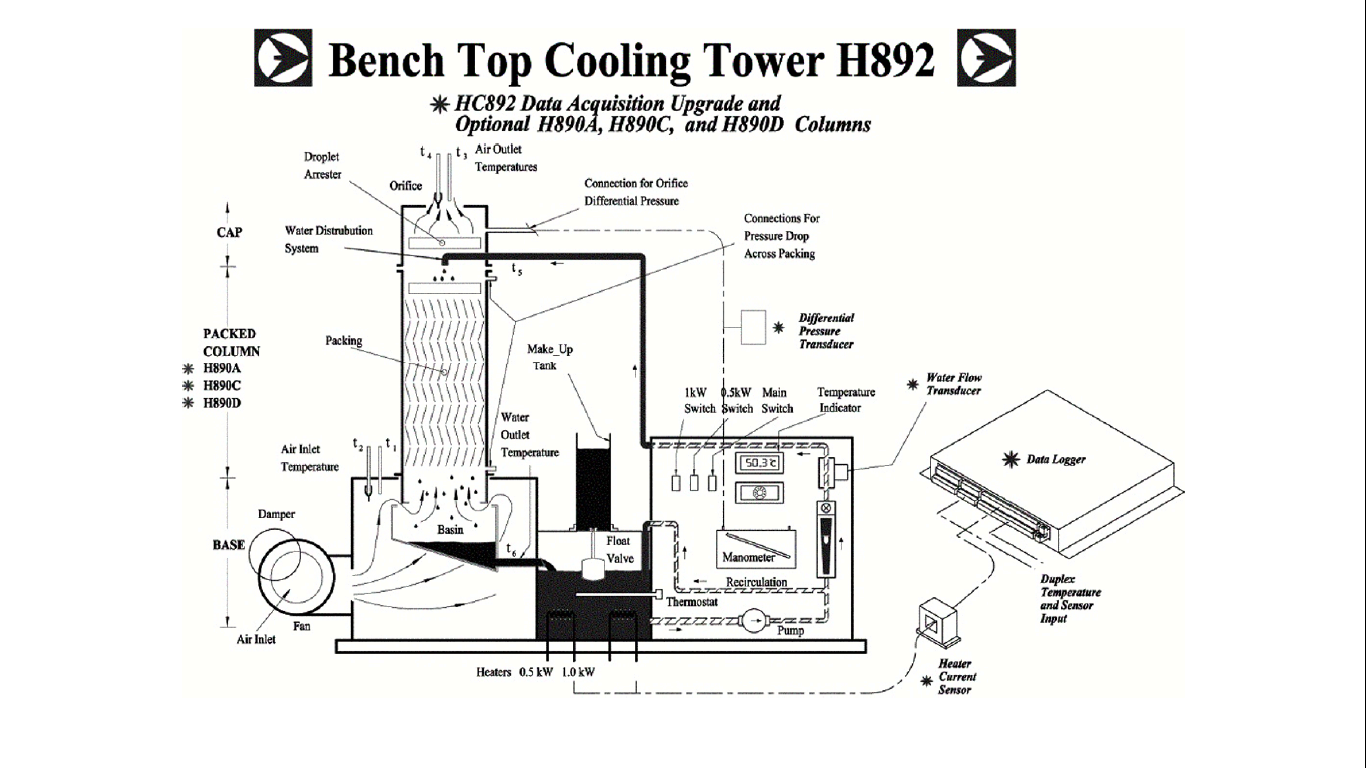 Bench Top Cooling Tower H892
✷ HC892 Data Acquisition Upgrade and
Optional H890A, H890C, and H890D Columns
t4 t3 Air Outlet
Temperatures
Droplet
Arrester
Orifice
Connection for Orifice
Differential Pressure
CAP
Water Distrubution
System
Connections For
Pressure Drop
Across Packing
t5
✷ Differential
Pressure
Transducer
PACKED
COLUMN
✷ H890A
✷ H890C
✷ H890D
Packing
Make_Up
Tank
1kW
Switch
0.5kW
Switch
Main
Switch
Temperature
Indicator
✷ Water Flow
Transducer
Water
Outlet
Temperature
t2 t1
Air Inlet
Temperature
50.3°C
✷ Data Logger
Damper
BASE
Basin
t6
Float
Valve
Manometer
Recirculation
Thermostat
Pump
Air Inlet
Fan
Heaters 0.5 kW 1.0 kW
Duplex
Temperature
and Sensor
Input
✷ Heater
Current
Sensor